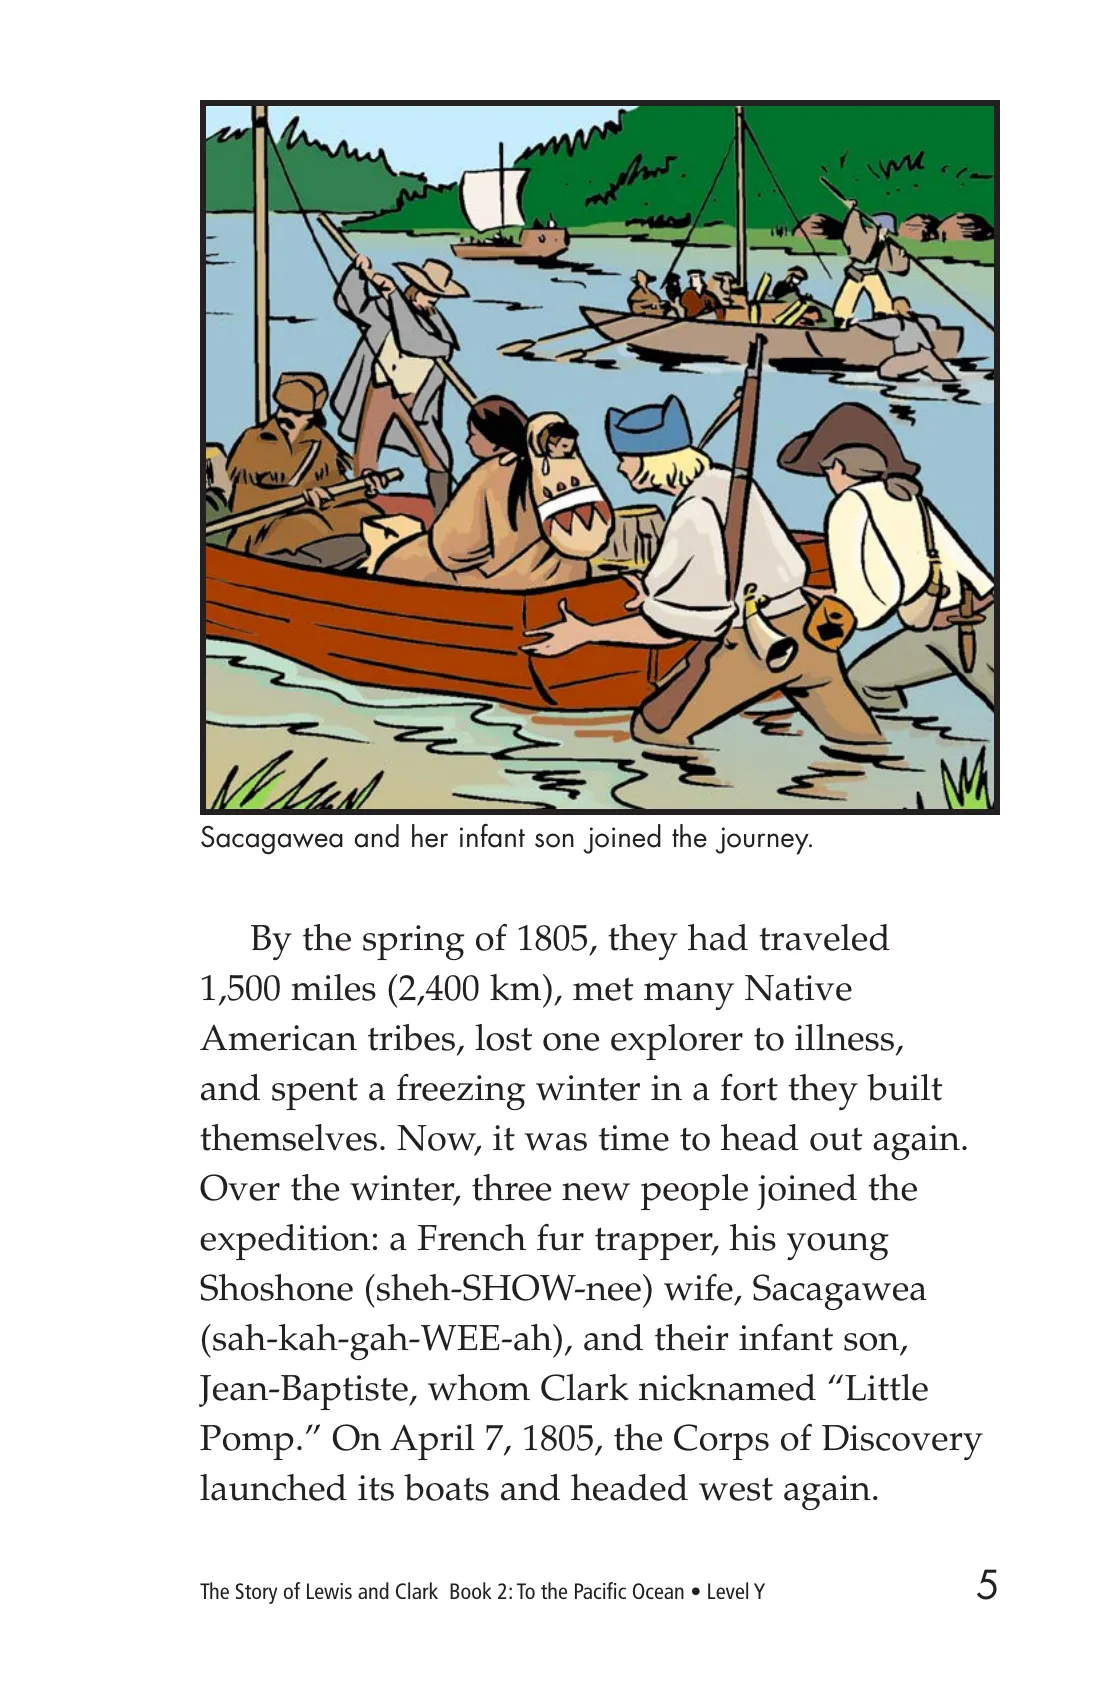 Sacagawea and her infant son joined the journey.
By the spring of 1805, they had traveled
1,500 miles (2,400 km), met many Native
American tribes, lost one explorer to illness,
and spent a freezing winter in a fort they built
themselves. Now, it was time to head out again.
Over the winter, three new people joined the
expedition: a French fur trapper, his young
Shoshone (sheh-SHOW-nee) wife, Sacagawea
(sah-kah-gah-WEE-ah), and their infant son,
Jean-Baptiste, whom Clark nicknamed “Little
Pomp.” On April 7, 1805, the Corps of Discovery
launched its boats and headed west again.
The Story of Lewis and Clark  Book 2: To the Pacific Ocean • Level Y 5